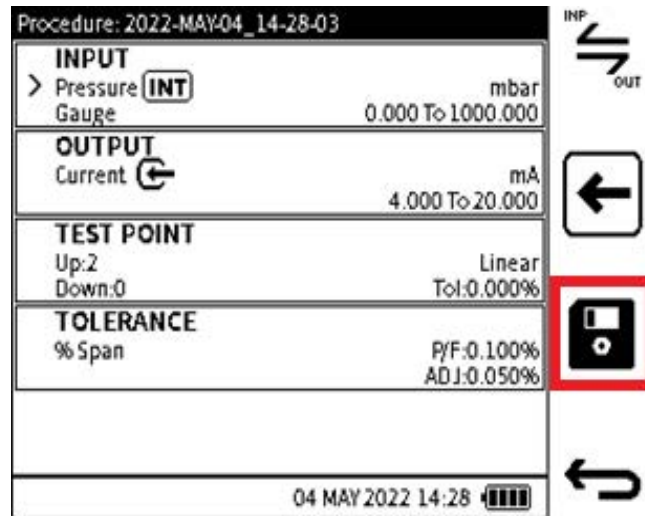 Procedure: 2022-MAY-04_14-28-03
INPUT
Pressure INT mbar
Gauge 0.000 To 1000.000
OUTPUT
Current mA
4.000 To 20.000
TEST POINT
Up:2 Linear
Down:0 Tol:0.000%
TOLERANCE
% Span P/F:0.100%
ADJ:0.050%
04 MAY 2022 14:28
INP
OUT